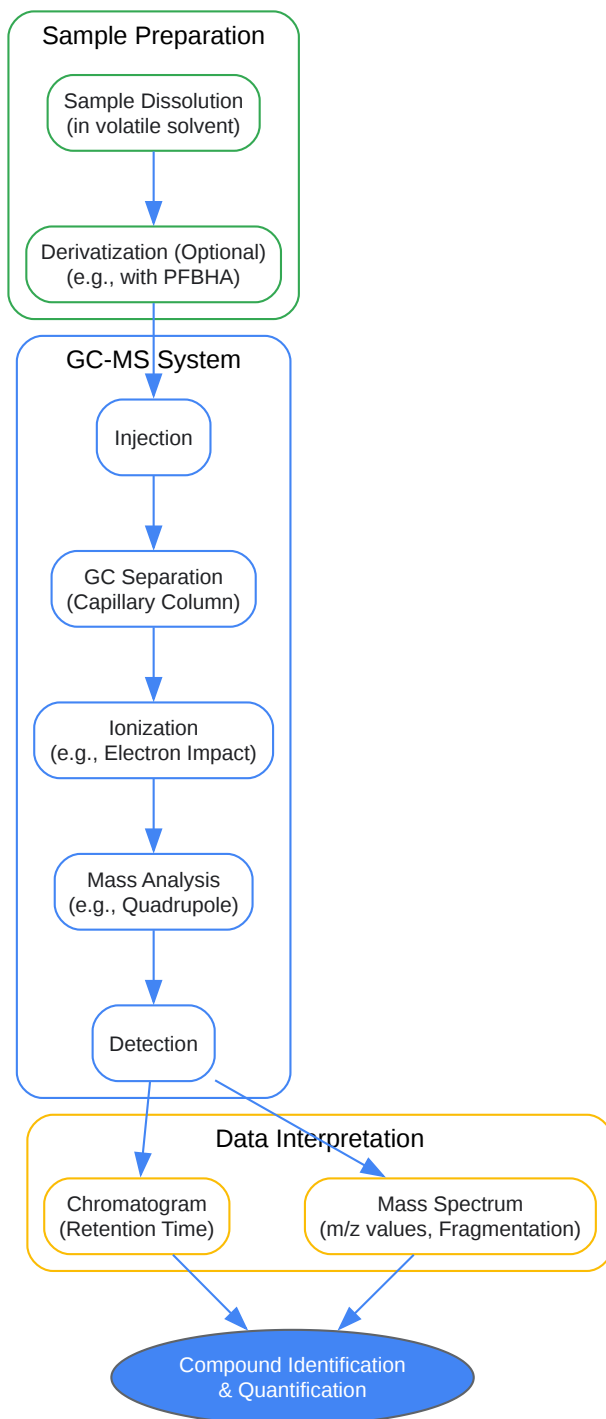 Sample Preparation
Sample Dissolution
(in volatile solvent)
Derivatization (Optional)
(e.g., with PFBHA)
GC-MS System
Injection
GC Separation
(Capillary Column)
Ionization
(e.g., Electron Impact)
Mass Analysis
(e.g., Quadrupole)
Detection
Data Interpretation
Chromatogram
(Retention Time)
Mass Spectrum
(m/z values, Fragmentation)
Compound Identification
& Quantification